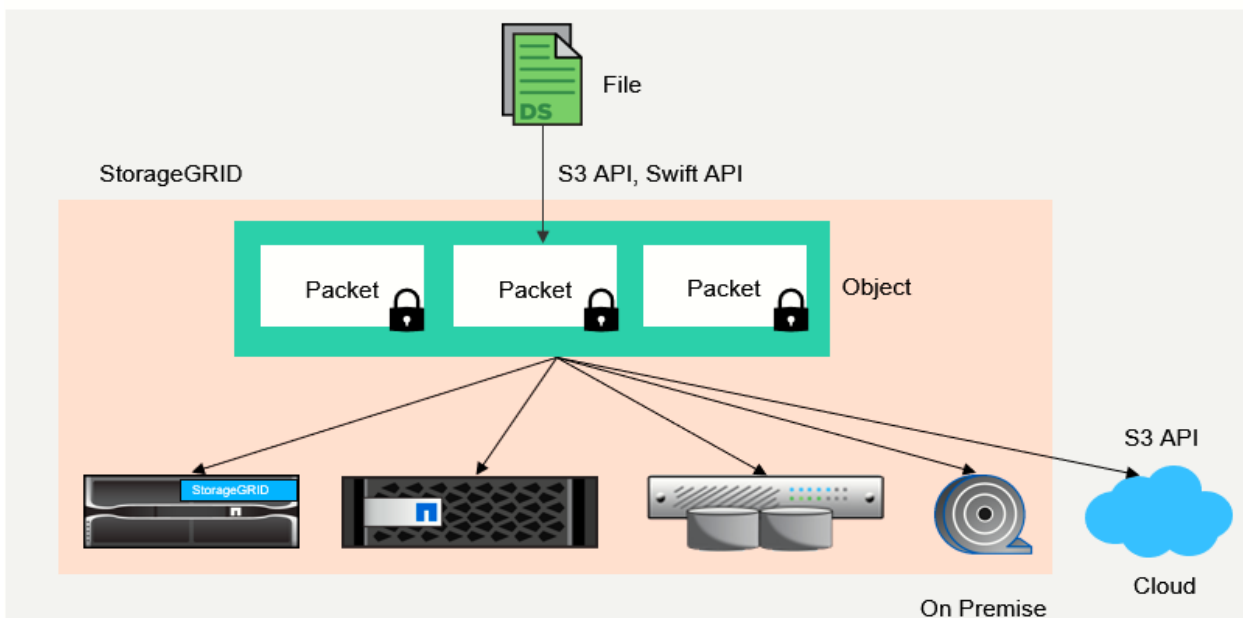 DS
File
StorageGRID
S3 API, Swift API
Packet
Packet
Packet
Object
S3 API
StorageGRID
Cloud
On Premise